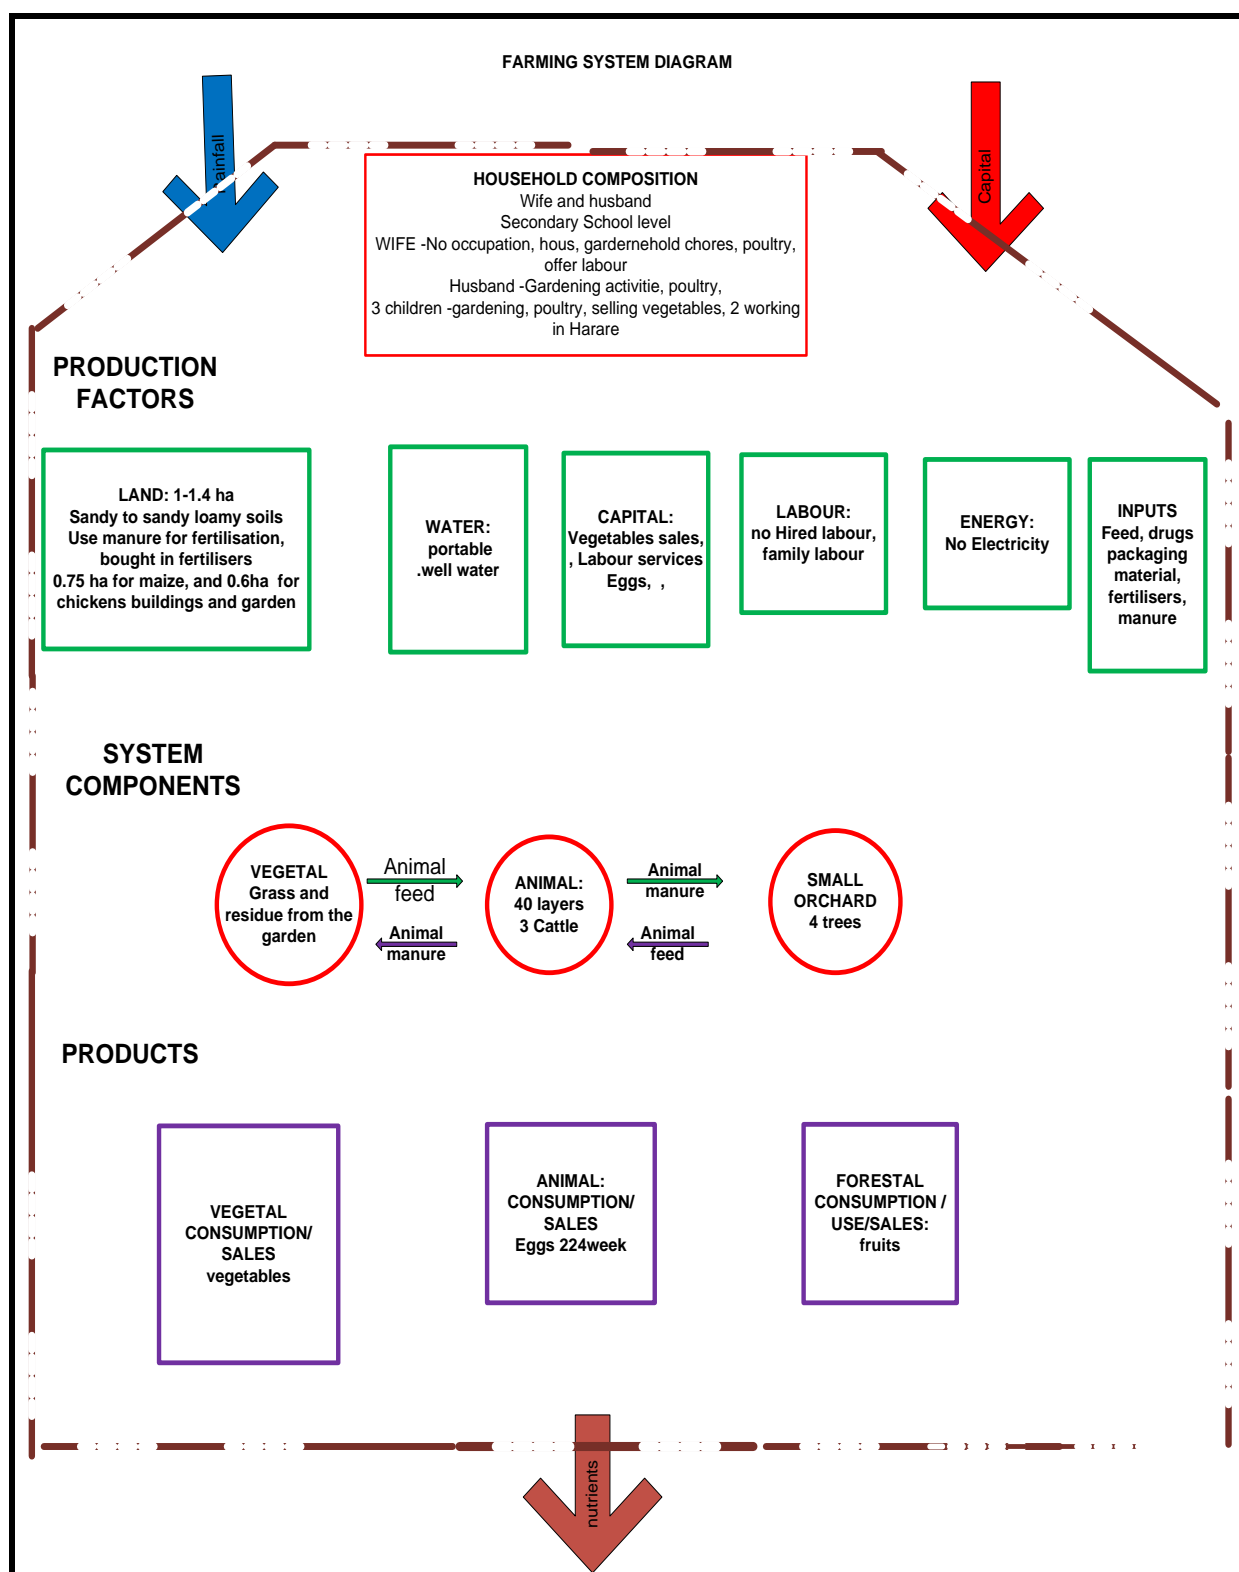 FARMING SYSTEM DIAGRAM
Rainfall
Capital
HOUSEHOLD COMPOSITION
Wife and husband
Secondary School level
WIFE -No occupation, hous, gardernehold chores, poultry,
offer labour
Husband -Gardening activitie, poultry,
3 children -gardening, poultry, selling vegetables, 2 working
in Harare
PRODUCTION
FACTORS
LAND: 1-1.4 ha
Sandy to sandy loamy soils
Use manure for fertilisation,
bought in fertilisers
0.75 ha for maize, and 0.6ha for
chickens buildings and garden
WATER:
portable
.well water
CAPITAL:
Vegetables sales,
, Labour services
Eggs, ,
LABOUR:
no Hired labour,
family labour
ENERGY:
No Electricity
INPUTS
Feed, drugs
packaging
material,
fertilisers,
manure
SYSTEM
COMPONENTS
VEGETAL
Grass and
residue from the
garden
Animal
feed
Animal
manure
ANIMAL:
40 layers
3 Cattle
Animal
manure
Animal
feed
SMALL
ORCHARD
4 trees
PRODUCTS
VEGETAL
CONSUMPTION/
SALES
vegetables
ANIMAL:
CONSUMPTION/
SALES
Eggs 224week
FORESTAL
CONSUMPTION /
USE/SALES:
fruits
nutrients